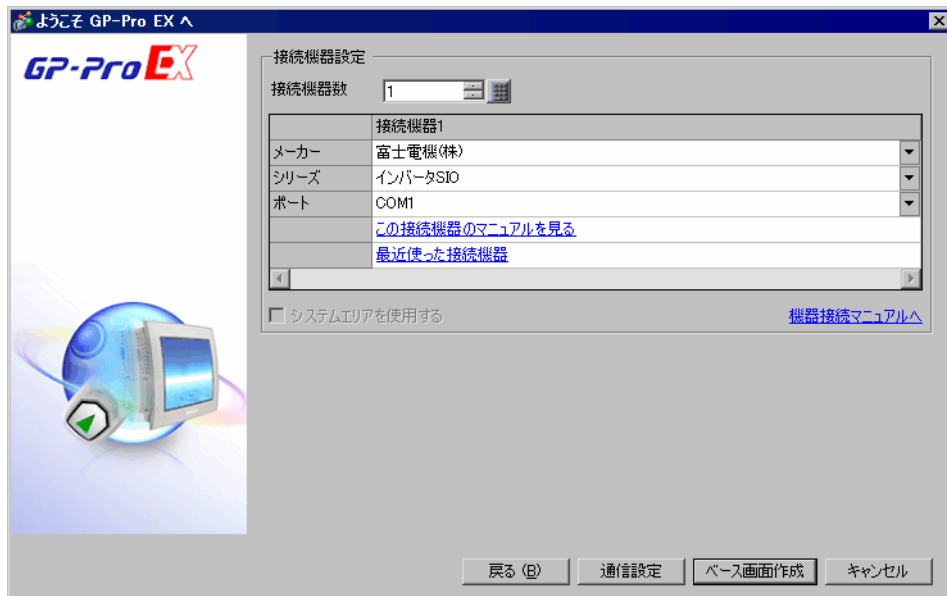 ようこそ GP-Pro EX へ
GP-Pro EX
接続機器設定
接続機器数 1
接続機器1
メーカー 富士電機(株)
シリーズ インバータSIO
ポート COM1
この接続機器のマニュアルを見る
最近使った接続機器
システムエリアを使用する 機器接続マニュアルへ
戻る (B) 通信設定 ベース画面作成 キャンセル